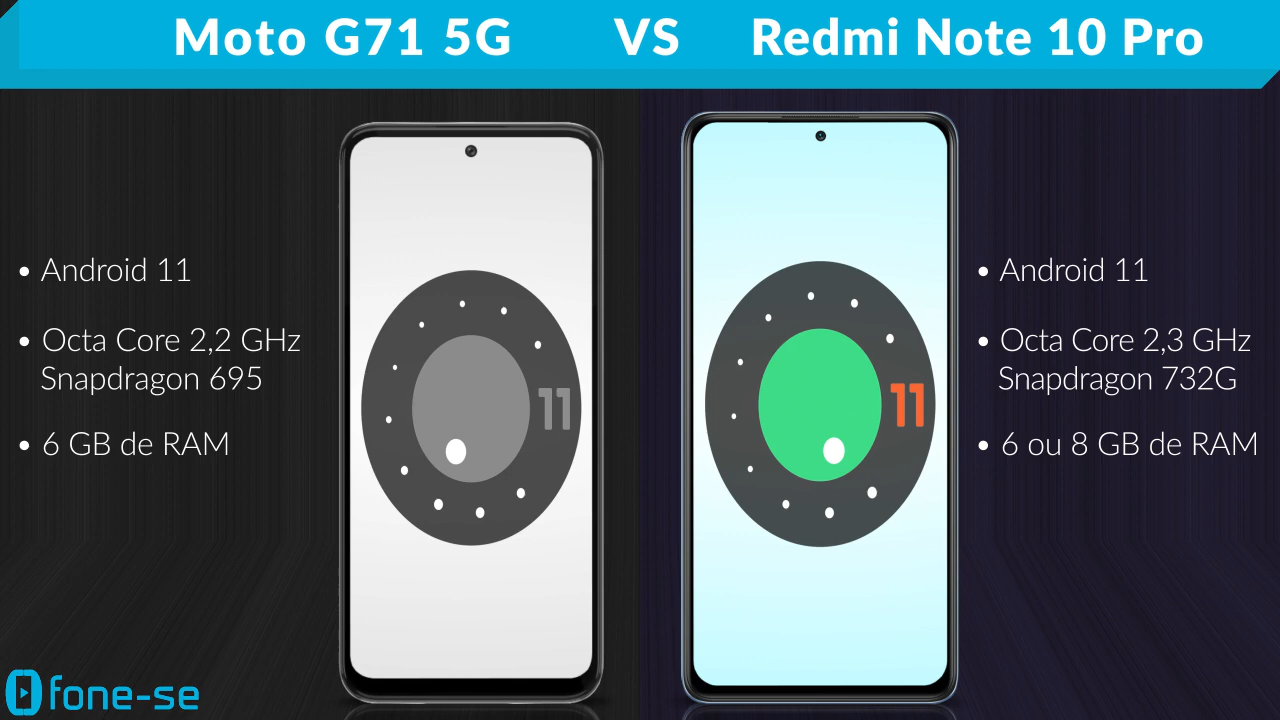 Moto G71 5G VS Redmi Note 10 Pro
• Android 11
• Octa Core 2,2 GHz
Snapdragon 695
• 6 GB de RAM
11
11
• Android 11
• Octa Core 2,3 GHz
Snapdragon 732G
• 6 ou 8 GB de RAM
fone-se